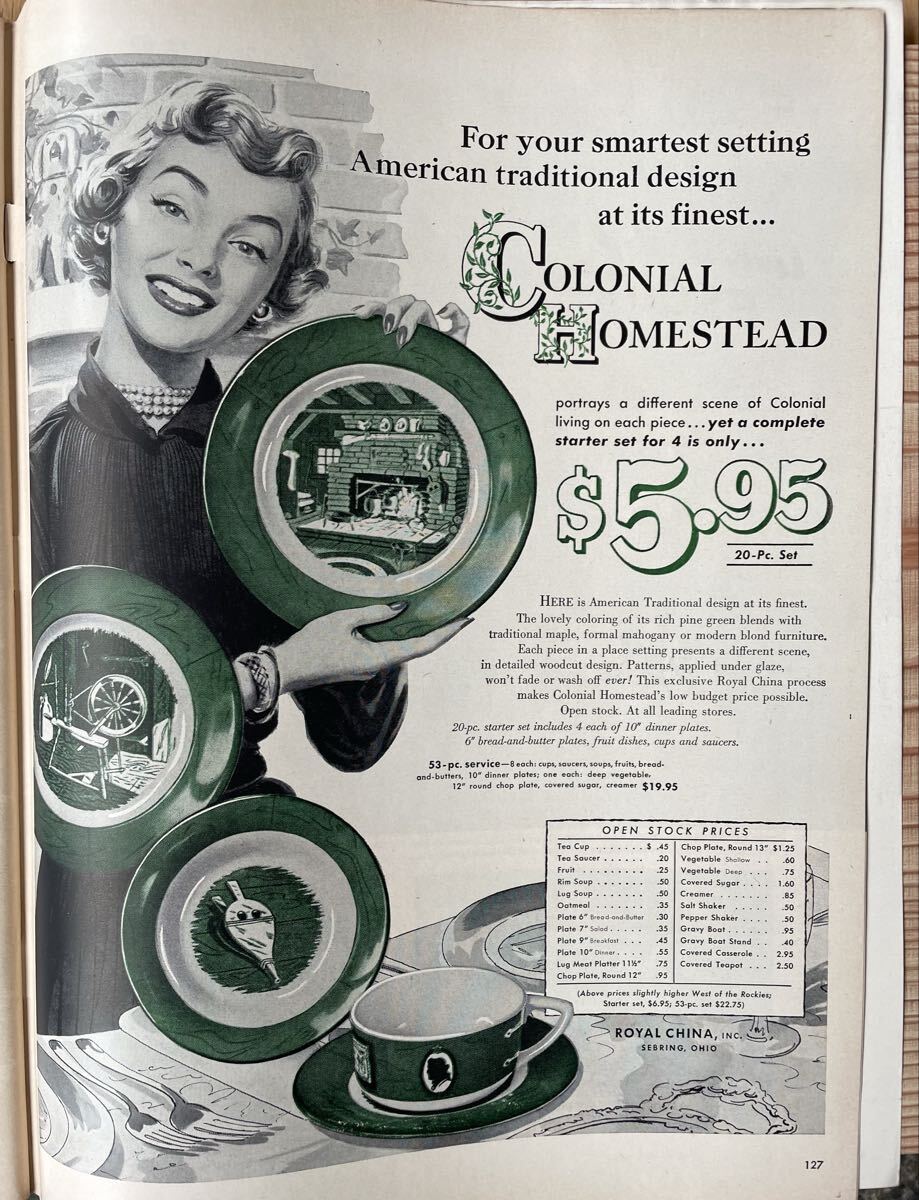 For your smartest setting
American traditional design
at its finest...
COLONIAL
HOMESTEAD
portrays a different scene of Colonial
living on each piece...yet a complete
starter set for 4 is only...
$5.95
20-Pc. Set
HERE is American Traditional design at its finest.
The lovely coloring of its rich pine green blends with
traditional maple, formal mahogany or modern blond furniture.
Each piece in a place setting presents a different scene,
in detailed woodcut design. Patterns, applied under glaze,
won't fade or wash off ever! This exclusive Royal China process
makes Colonial Homestead's low budget price possible.
Open stock. At all leading stores.
20-pc. starter set includes 4 each of 10" dinner plates.
6" bread-and-butter plates, fruit dishes, cups and saucers.
53-pc. service—8 each: cups, saucers, soups, fruits, bread-
and-butters, 10" dinner plates; one each: deep vegetable,
12" round chop plate, covered sugar, creamer $19.95
OPEN STOCK PRICES
Tea Cup . . . . . . . $ .45
Tea Saucer . . . . . . .20
Fruit . . . . . . . . . .25
Rim Soup . . . . . . . .50
Lug Soup . . . . . . . .50
Oatmeal . . . . . . . .35
Plate 6" Bread-and-Butter .30
Plate 7" Salad . . . . . .35
Plate 9" Breakfast . . . .45
Plate 10" Dinner . . . . .55
Lug Meat Platter 11½" .75
Chop Plate, Round 12" .95
Chop Plate, Round 13" $1.25
Vegetable Shallow . . .60
Vegetable Deep . . . .75
Covered Sugar . . . . 1.60
Creamer . . . . . . . .85
Salt Shaker . . . . . .50
Pepper Shaker . . . . .50
Gravy Boat . . . . . . .95
Gravy Boat Stand . . .40
Covered Casserole . . 2.95
Covered Teapot . . . 2.50
(Above prices slightly higher West of the Rockies;
Starter set, $6.95; 53-pc. set $22.75)
ROYAL CHINA, INC.
SEBRING, OHIO
127